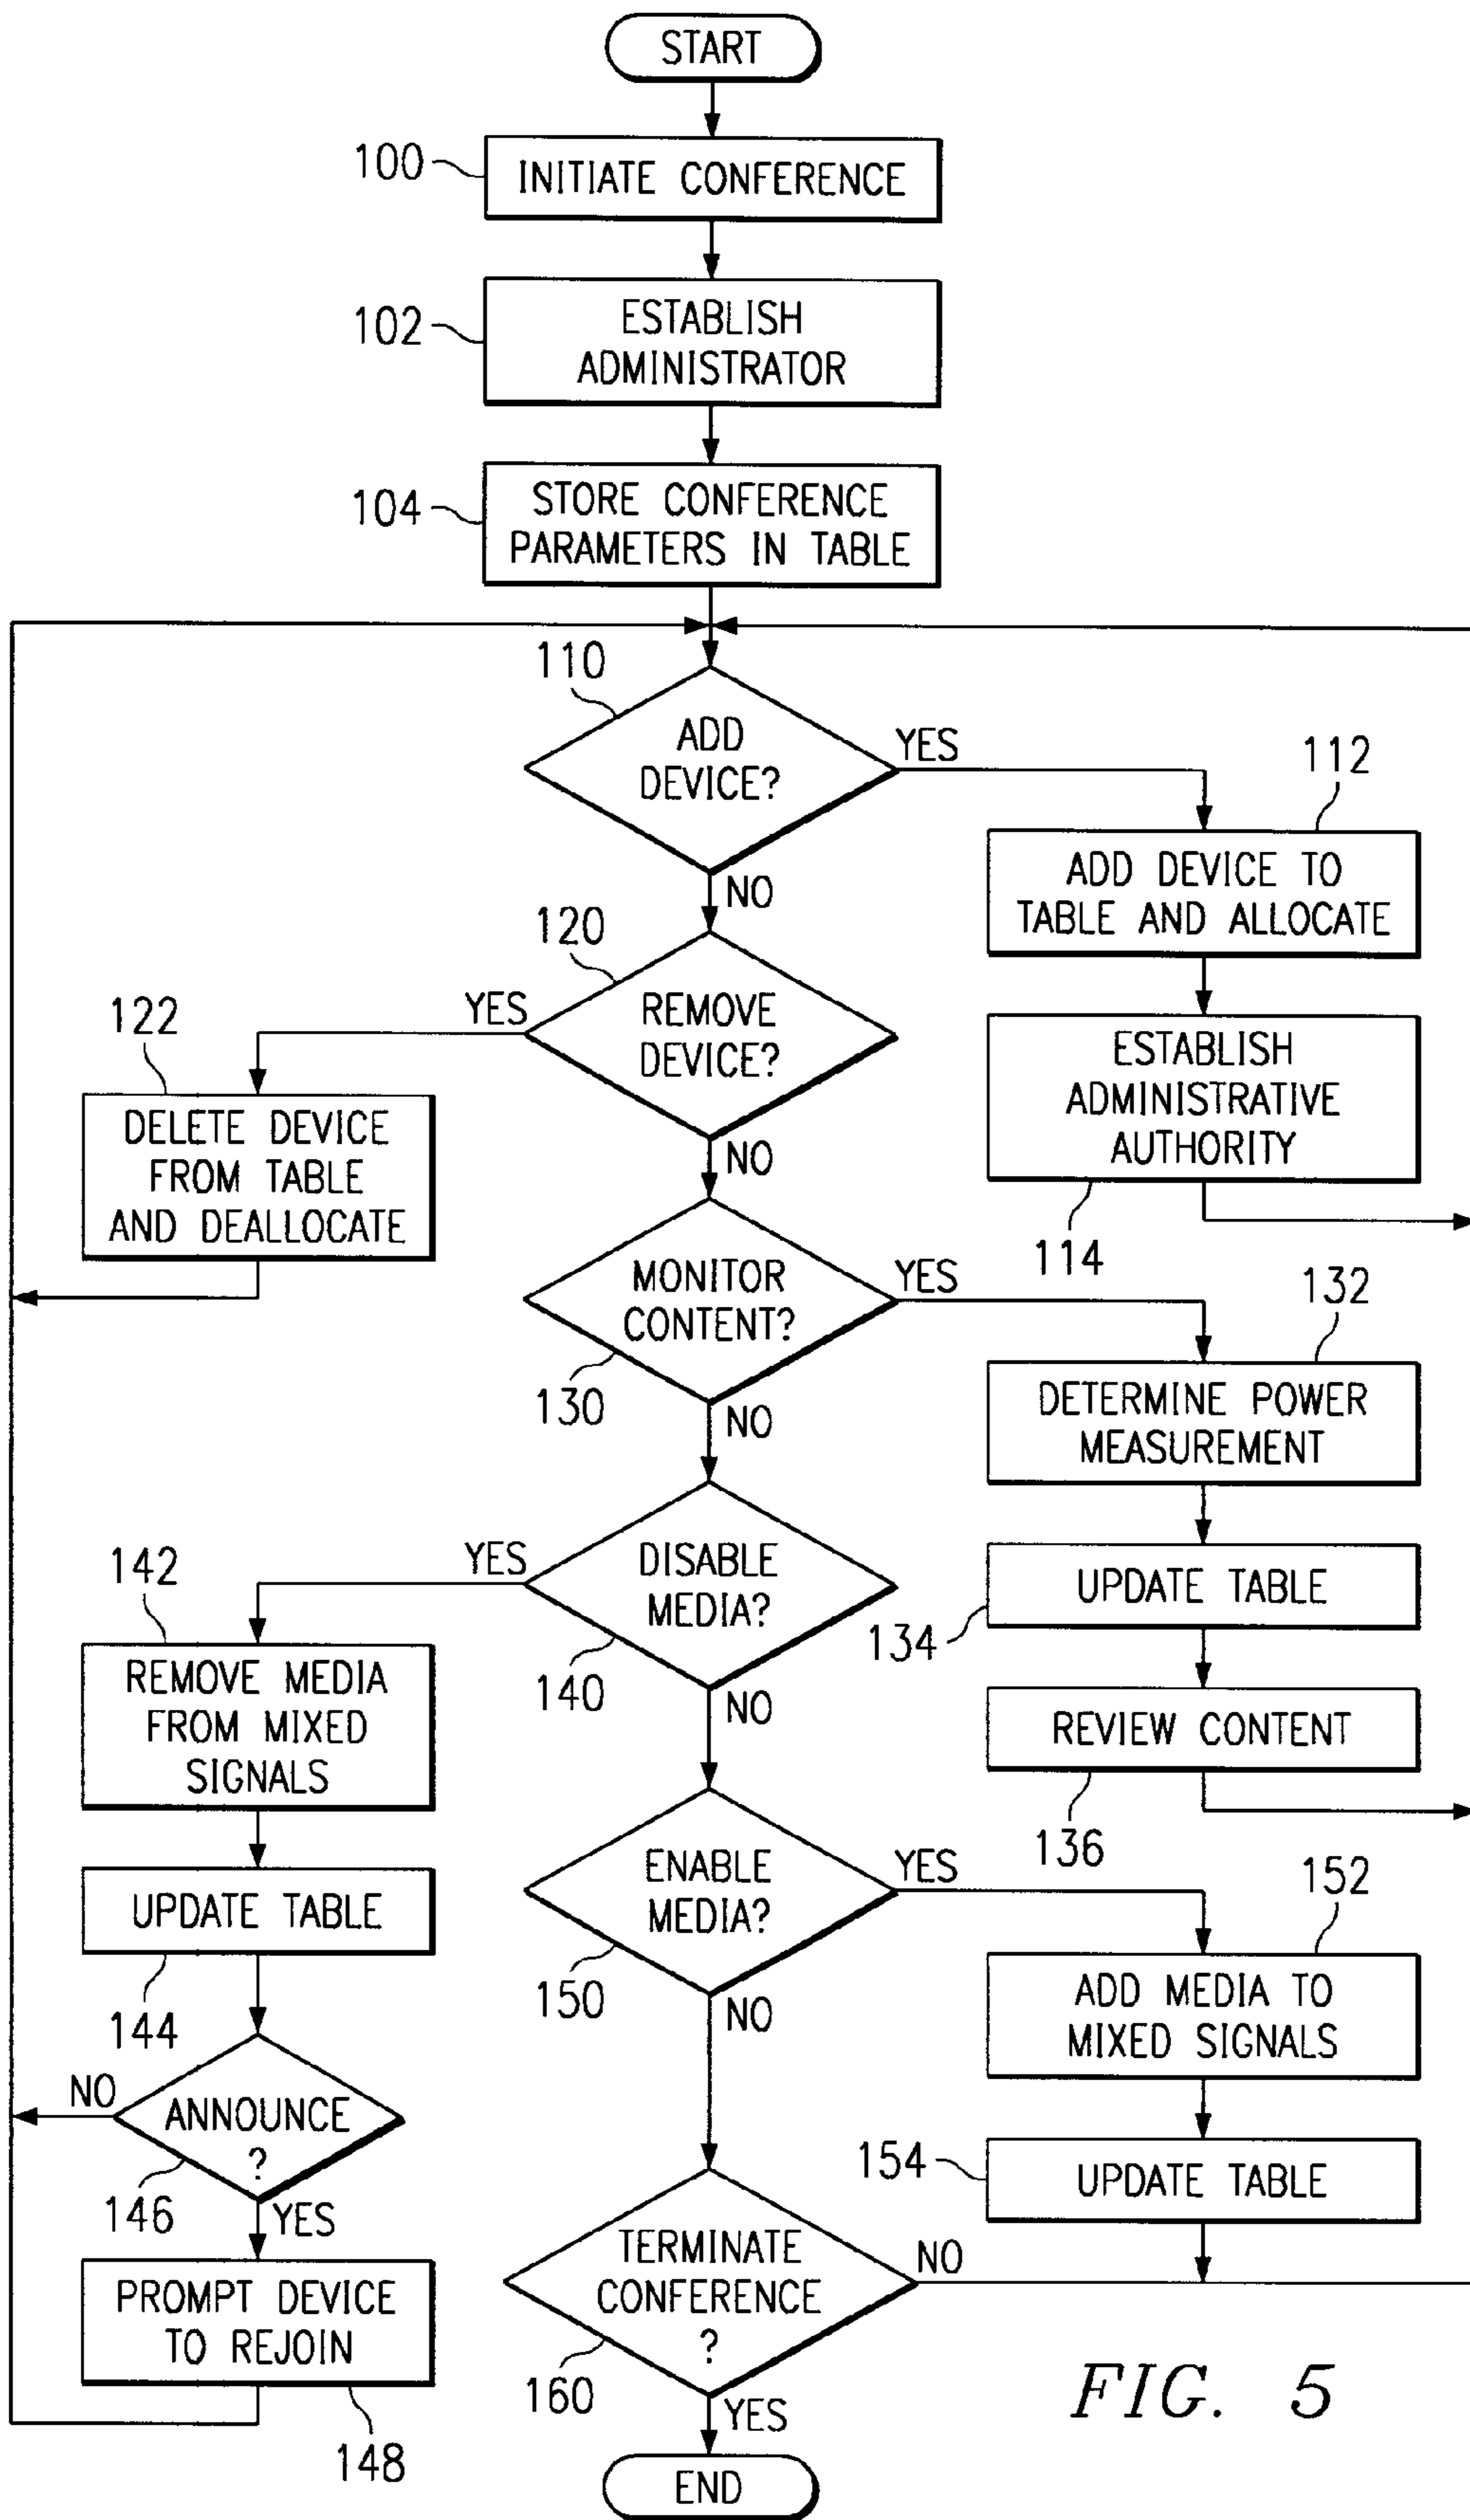 START
100
INITIATE CONFERENCE
102
ESTABLISH
ADMINISTRATOR
104
STORE CONFERENCE
PARAMETERS IN TABLE
110
ADD
DEVICE?
YES
NO
112
ADD DEVICE TO
TABLE AND ALLOCATE
ESTABLISH
ADMINISTRATIVE
AUTHORITY
114
120
REMOVE
DEVICE?
YES
NO
122
DELETE DEVICE
FROM TABLE
AND DEALLOCATE
MONITOR
CONTENT?
130
YES
NO
132
DETERMINE POWER
MEASUREMENT
UPDATE TABLE
134
REVIEW CONTENT
136
DISABLE
MEDIA?
140
YES
NO
142
REMOVE MEDIA
FROM MIXED
SIGNALS
UPDATE TABLE
144
ANNOUNCE
?
146
NO
YES
PROMPT DEVICE
TO REJOIN
148
ENABLE
MEDIA?
150
YES
NO
152
ADD MEDIA TO
MIXED SIGNALS
154
UPDATE TABLE
TERMINATE
CONFERENCE
?
160
NO
YES
END
FIG. 5